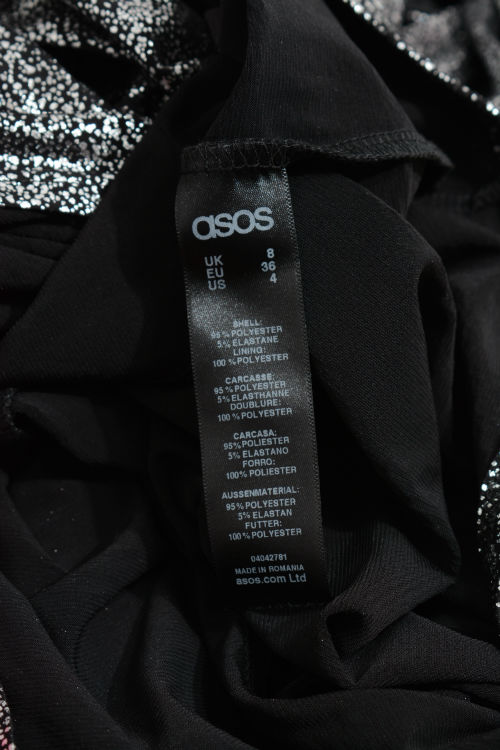 asos
UK 8
EU 36
US 4
SHELL:
95% POLYESTER
5% ELASTANE
LINING:
100% POLYESTER
CARCASSE:
95% POLYESTER
5% ELASTHANNE
DOUBLURE:
100% POLYESTER
CARCASA:
95% POLIESTER
5% ELASTANO
FORRO:
100% POLIESTER
AUSSENMATERIAL:
95% POLYESTER
5% ELASTAN
FUTTER:
100% POLYESTER
04042781
MADE IN ROMANIA
asos.com Ltd